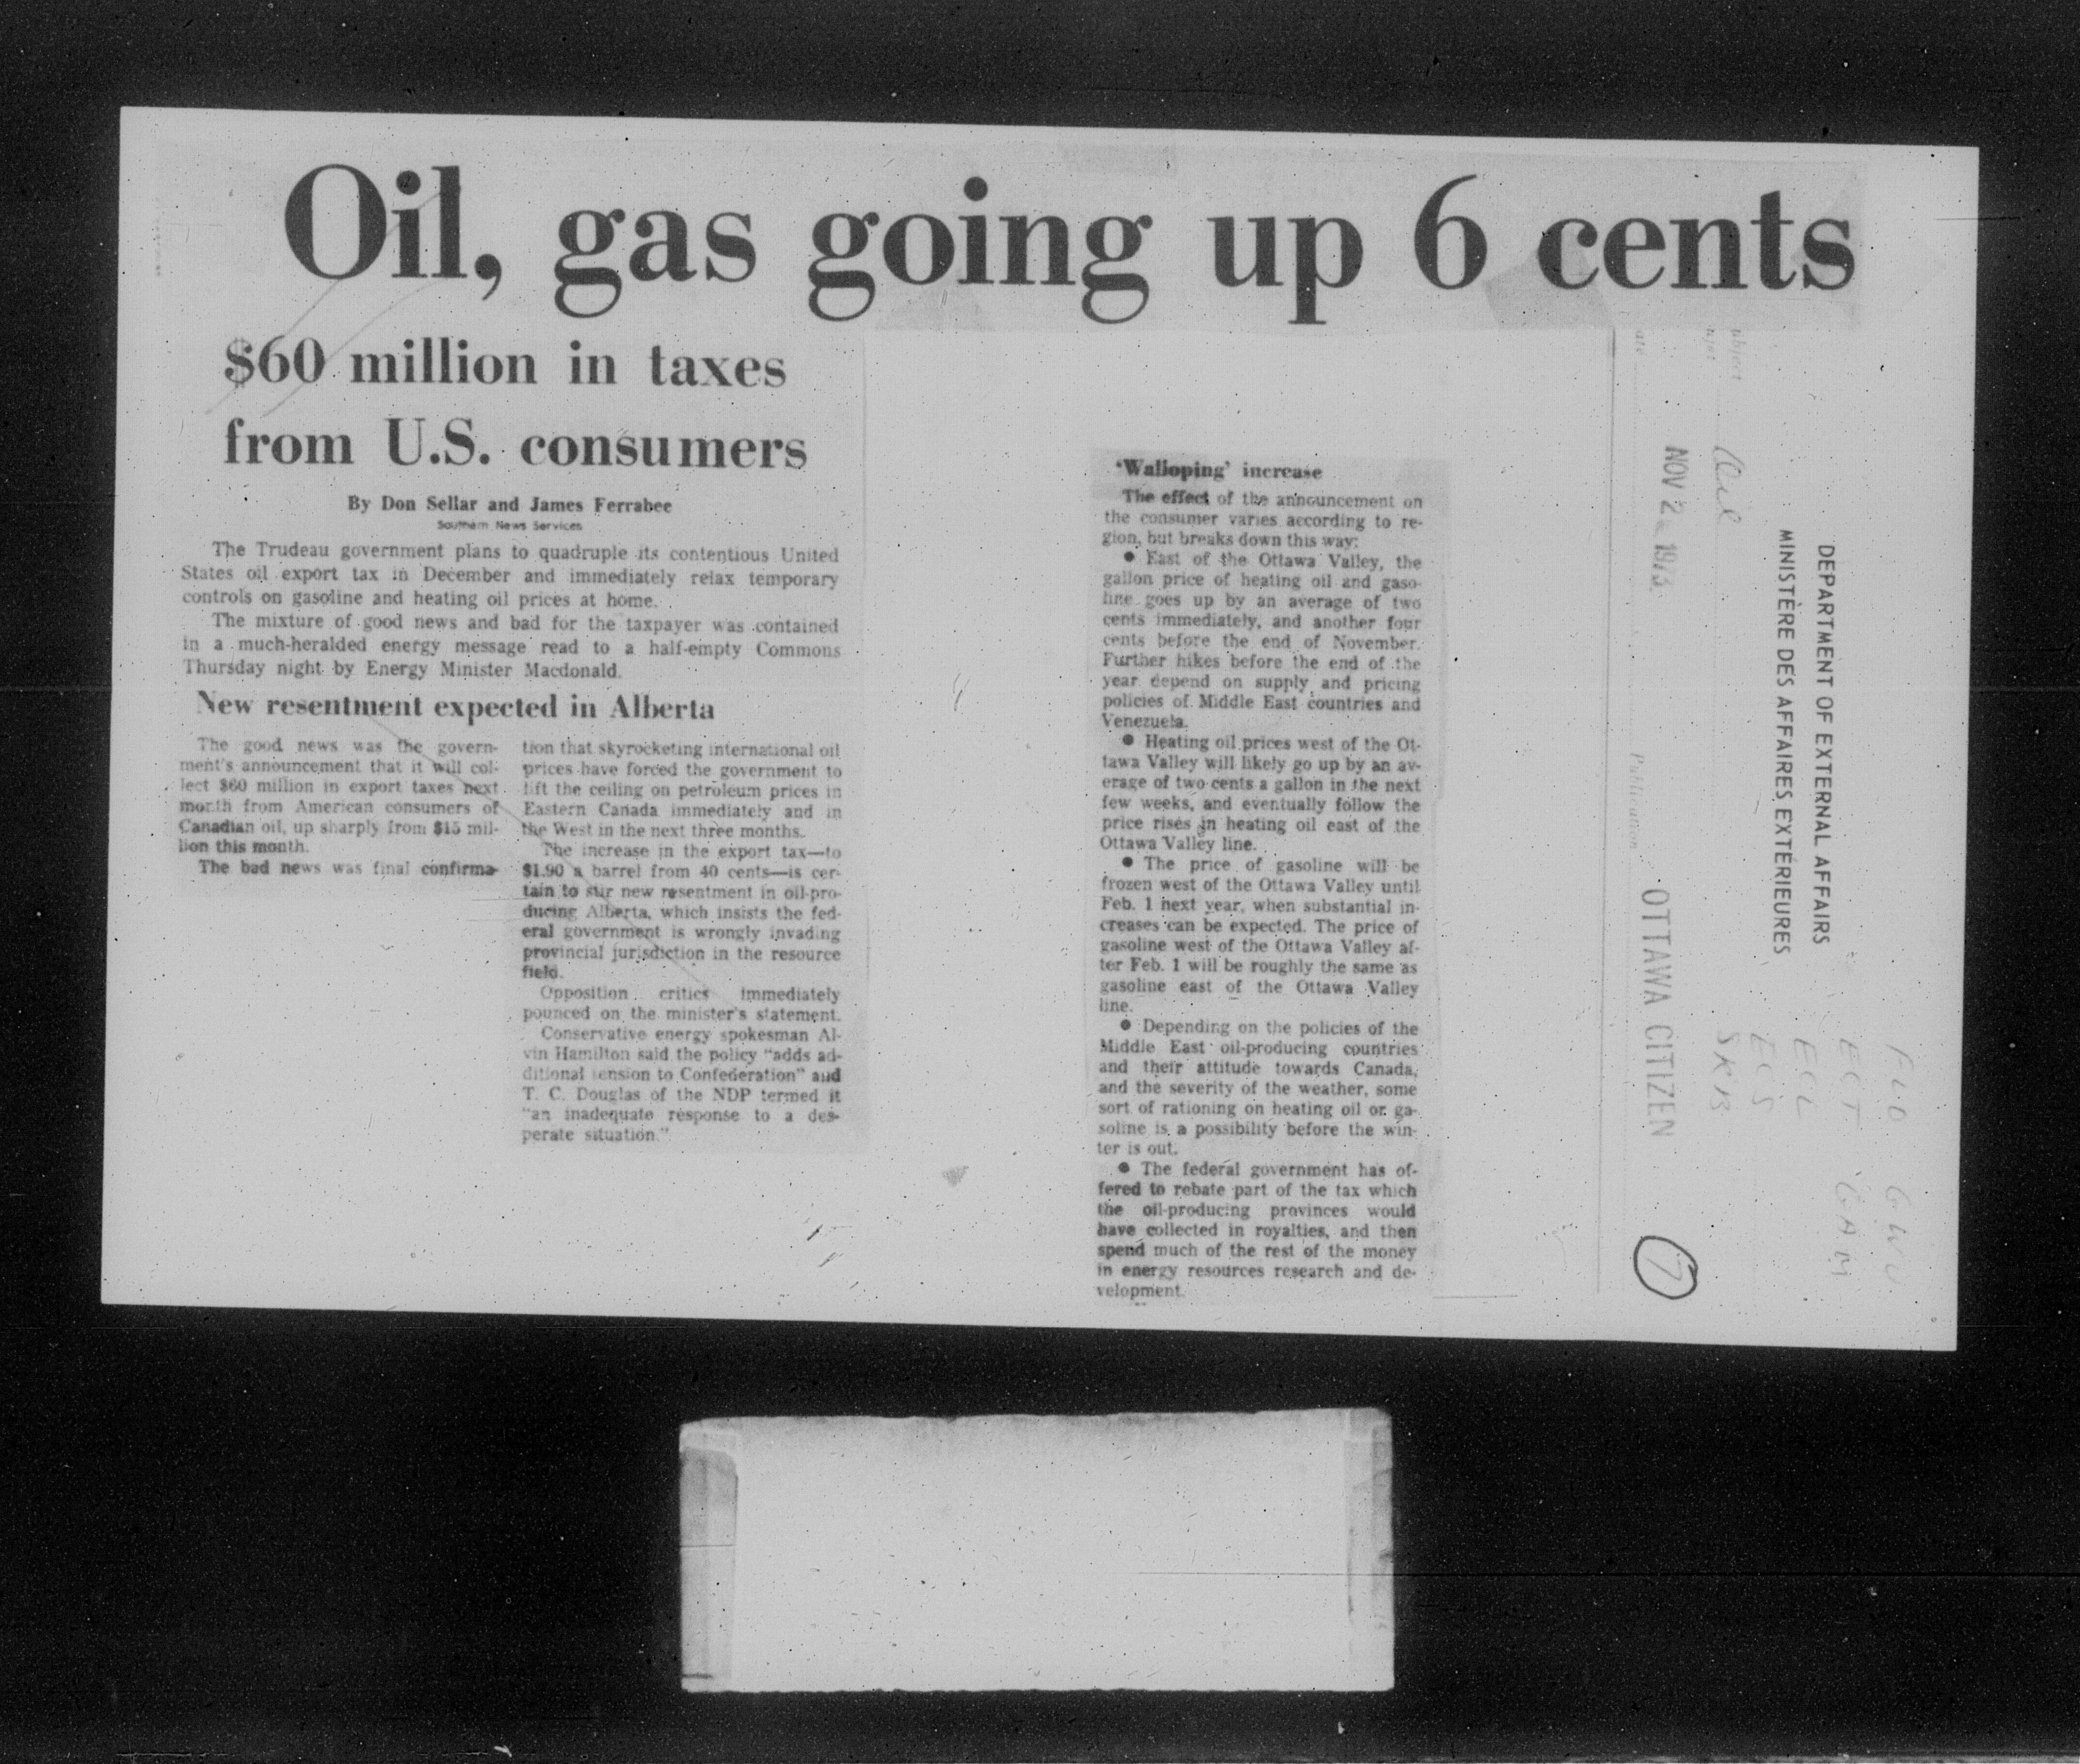 Oil, gas going up 6 cents
$60 million in taxes
from U.S. consumers
By Don Sellar and James Ferrabee
Southern News Services
The Trudeau government plans to quadruple its contentious United
States oil export tax in December and immediately relax temporary
controls on gasoline and heating oil prices at home.
The mixture of good news and bad for the taxpayer was contained
in a much-heralded energy message read to a half-empty Commons
Thursday night by Energy Minister Macdonald.
New resentment expected in Alberta
The good news was the govern-
ment's announcement that it will col-
lect $60 million in export taxes next
month from American consumers of
Canadian oil, up sharply from $15 mil-
lion this month.
The bad news was final confirma-
tion that skyrocketing international oil
prices have forced the government to
lift the ceiling on petroleum prices in
Eastern Canada immediately and in
the West in the next three months.
The increase in the export tax—to
$1.90 a barrel from 40 cents—is cer-
tain to stir new resentment in oil-pro-
ducing Alberta, which insists the fed-
eral government is wrongly invading
provincial jurisdiction in the resource
field.
Opposition critics immediately
pounced on the minister's statement.
Conservative energy spokesman Al-
vin Hamilton said the policy "adds ad-
ditional tension to Confederation" and
T. C. Douglas of the NDP termed it
"an inadequate response to a des-
perate situation."
'Walloping' increase
The effect of the announcement on
the consumer varies according to re-
gion, but breaks down this way:
● East of the Ottawa Valley, the
gallon price of heating oil and gaso-
line goes up by an average of two
cents immediately, and another four
cents before the end of November.
Further hikes before the end of the
year depend on supply and pricing
policies of Middle East countries and
Venezuela.
● Heating oil prices west of the Ot-
tawa Valley will likely go up by an av-
erage of two cents a gallon in the next
few weeks, and eventually follow the
price rises in heating oil east of the
Ottawa Valley line.
● The price of gasoline will be
frozen west of the Ottawa Valley until
Feb. 1 next year, when substantial in-
creases can be expected. The price of
gasoline west of the Ottawa Valley af-
ter Feb. 1 will be roughly the same as
gasoline east of the Ottawa Valley
line.
● Depending on the policies of the
Middle East oil-producing countries
and their attitude towards Canada,
and the severity of the weather, some
sort of rationing on heating oil or ga-
soline is a possibility before the win-
ter is out.
● The federal government has of-
fered to rebate part of the tax which
the oil-producing provinces would
have collected in royalties, and then
spend much of the rest of the money
in energy resources research and de-
velopment.
DEPARTMENT OF EXTERNAL AFFAIRS
MINISTÈRE DES AFFAIRES EXTÉRIEURES
Oil
NOV 2 1973
Publication OTTAWA CITIZEN
FLO GWU
ECT GAM
ECL
ECS
SKB
7